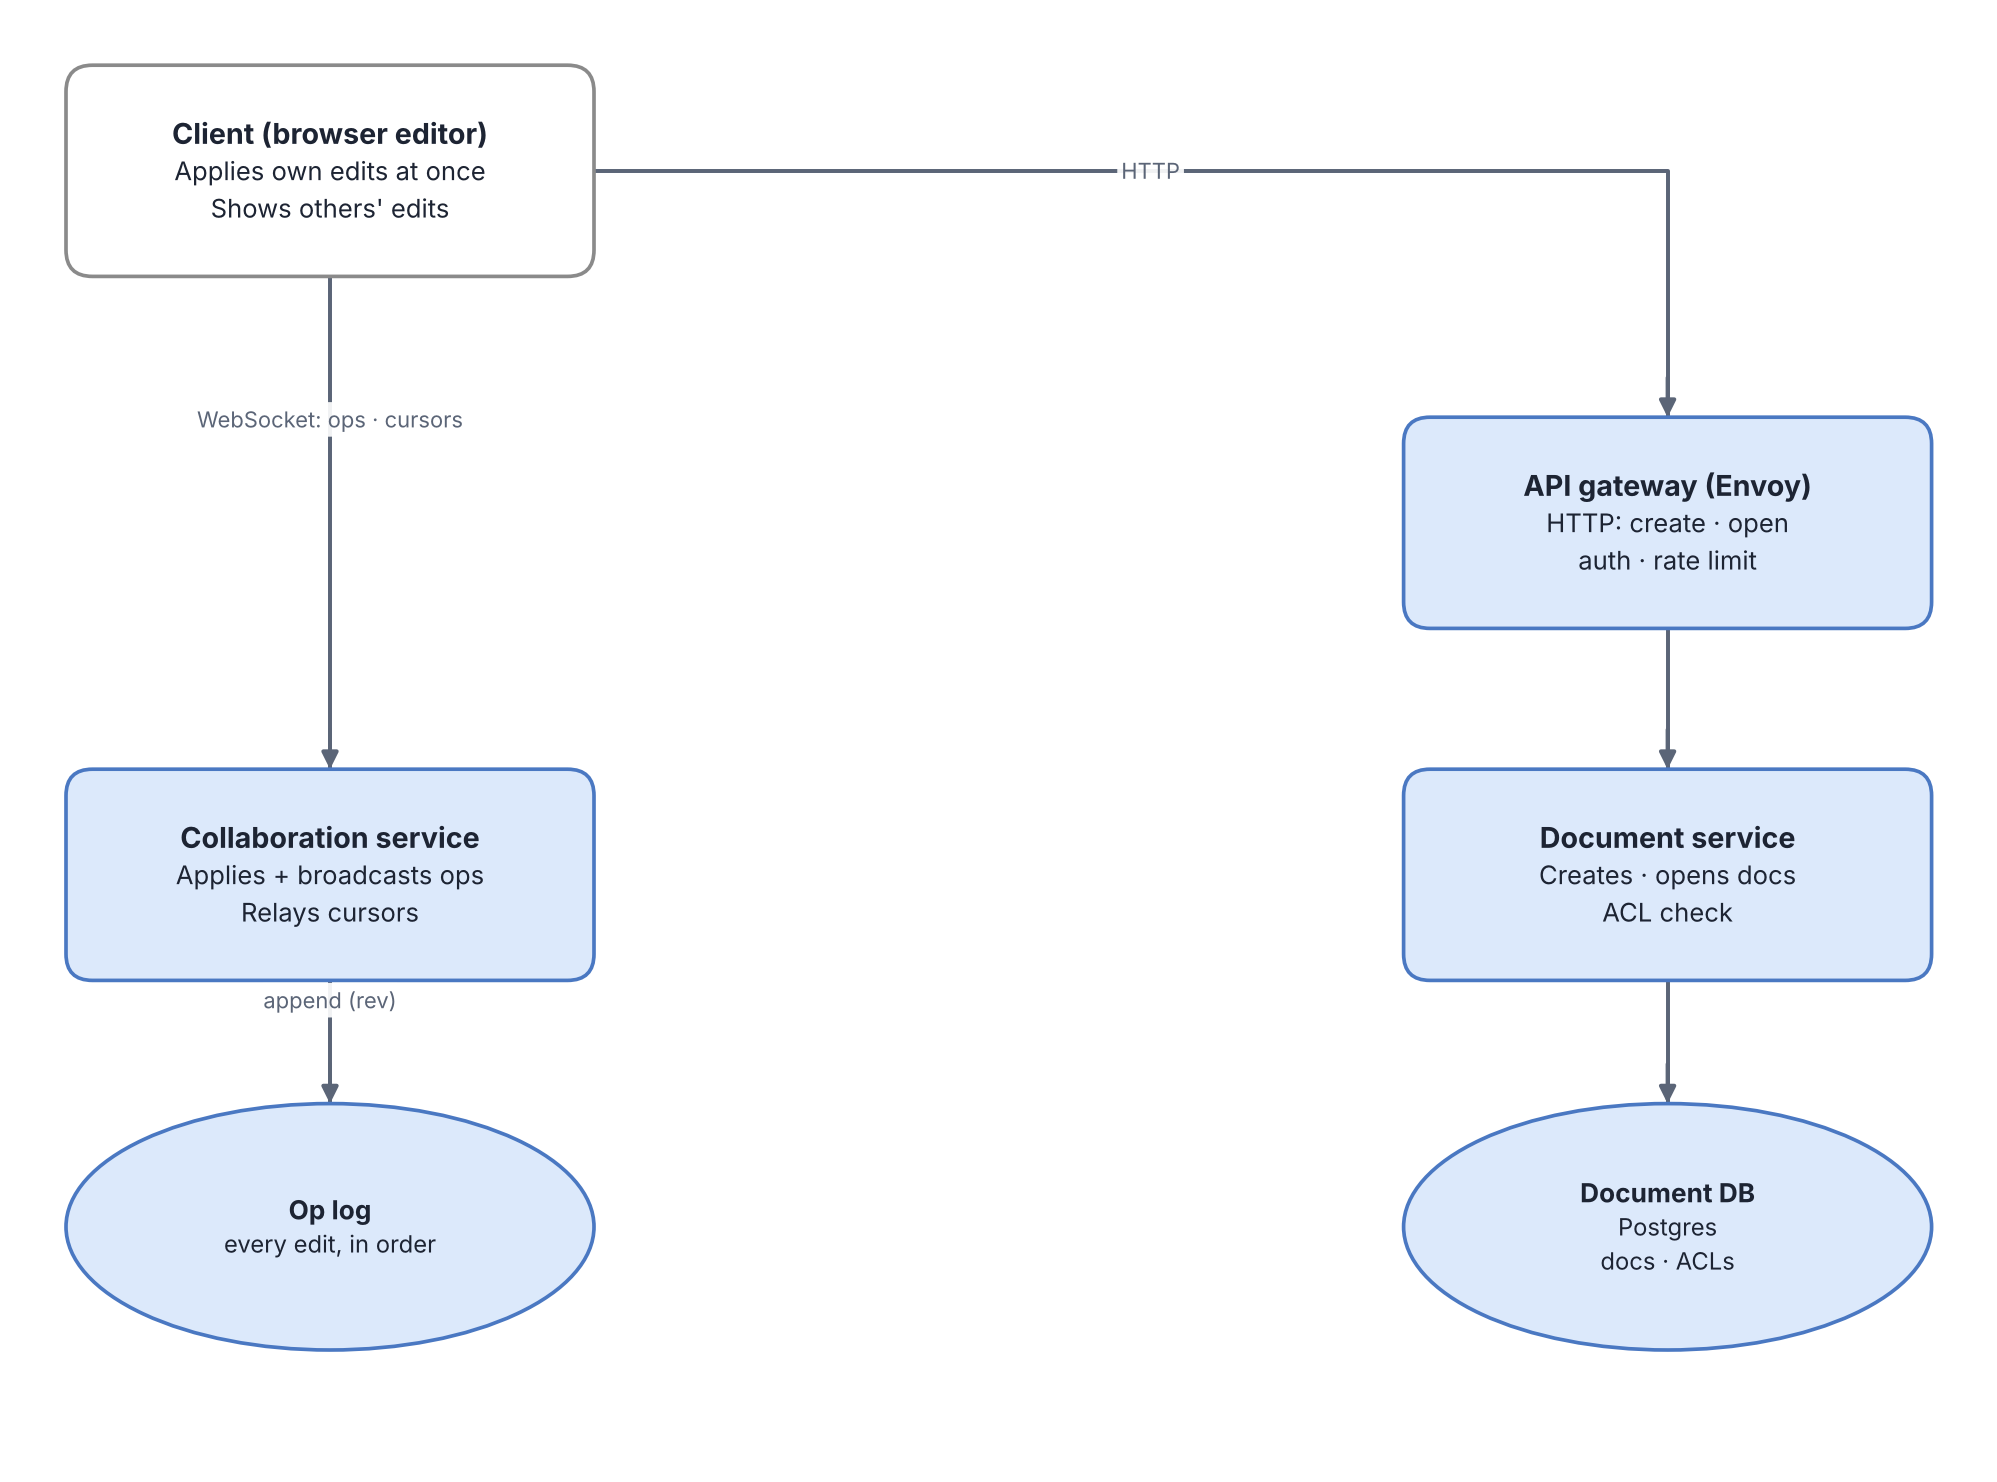 Client (browser editor)
Applies own edits at once
Shows others' edits
HTTP
WebSocket: ops · cursors
API gateway (Envoy)
HTTP: create · open
auth · rate limit
Collaboration service
Applies + broadcasts ops
Relays cursors
Document service
Creates · opens docs
ACL check
append (rev)
Op log
every edit, in order
Document DB
Postgres
docs · ACLs